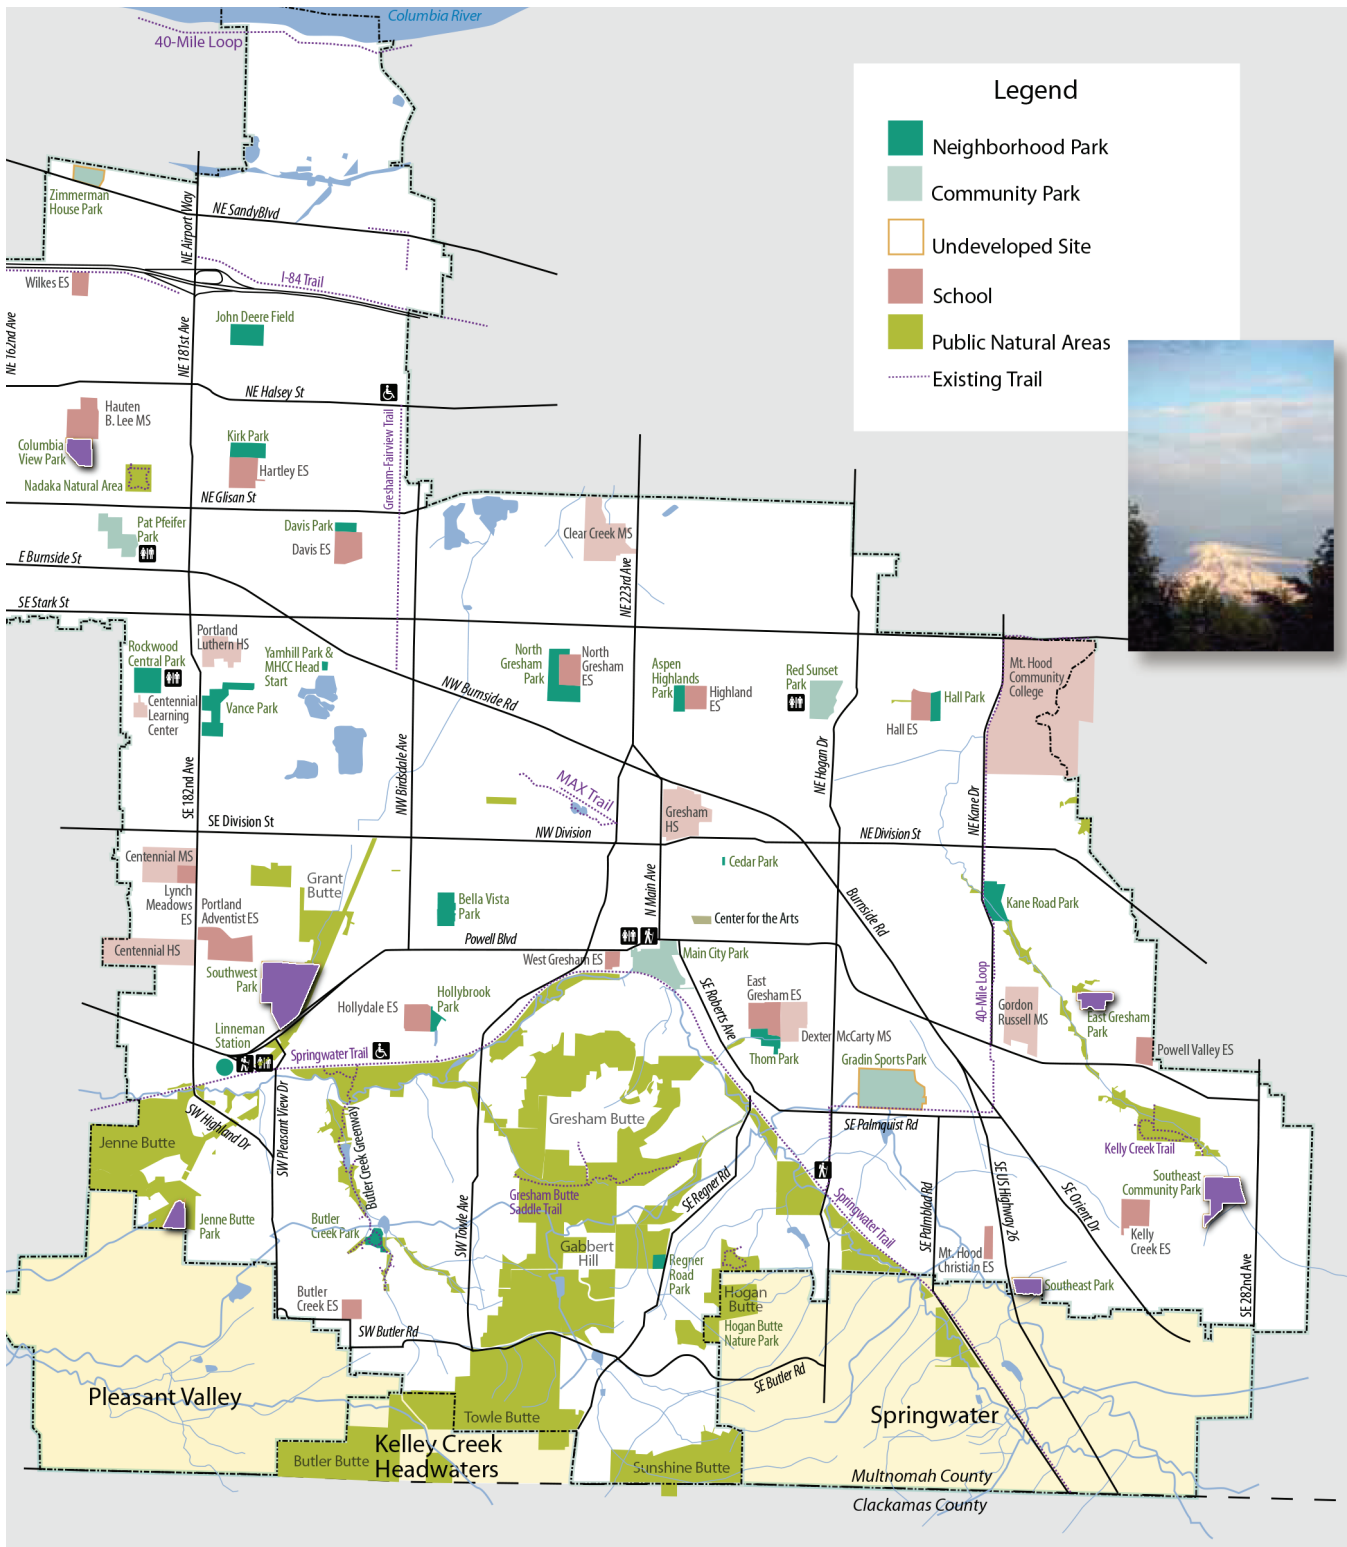 Columbia River
40-Mile Loop
Legend
Neighborhood Park
Community Park
Undeveloped Site
School
Public Natural Areas
Existing Trail
Zimmerman
House Park
NE Airport Way
NE SandyBlvd
I-84 Trail
Wilkes ES
NE 162nd Ave
NE 181st Ave
John Deere Field
NE Halsey St
Hauten
B. Lee MS
Columbia
View Park
Kirk Park
Hartley ES
Nadaka Natural Area
NE Glisan St
Gresham-Fairview Trail
Pat Pfeifer
Park
Davis Park
Davis ES
Clear Creek MS
E Burnside St
NE 223rd Ave
SE Stark St
Portland
Luthern HS
Rockwood
Central Park
Yamhill Park &
MHCC Head
Start
Centennial
Learning
Center
Vance Park
North
Gresham
Park
North
Gresham
ES
Aspen
Highlands
Park
Highland
ES
Red Sunset
Park
Hall Park
Hall ES
Mt. Hood
Community
College
NW Burnside Rd
NW Birdsdale Ave
NE Hogan Dr
SE 182nd Ave
MAX Trail
Gresham
HS
NE Kane Dr
SE Division St
NW Division
NE Division St
Centennial MS
Lynch
Meadows
ES
Grant
Butte
Cedar Park
N Main Ave
Burnside Rd
Portland
Adventist ES
Bella Vista
Park
Center for the Arts
Kane Road Park
Centennial HS
Powell Blvd
Southwest
Park
West Gresham ES
Main City Park
East
Gresham ES
SE Roberts Ave
40-Mile Loop
Hollydale ES
Hollybrook
Park
Gordon
Russell MS
East Gresham
Park
Linneman
Station
Springwater Trail
Dexter McCarty MS
Thom Park
Gradin Sports Park
Powell Valley ES
SW Highland Dr
SW Pleasant View Dr
Butler Creek Greenway
Gresham Butte
SE Palmquist Rd
Jenne Butte
Kelly Creek Trail
Gresham Butte
Saddle Trail
SE Regner Rd
Springwater Trail
SE Palmblad Rd
SE US Highway 26
SE Orient Dr
Southeast
Community Park
Jenne Butte
Park
Butler
Creek Park
SW Towle Ave
Gabbert
Hill
Regner
Road
Park
Mt. Hood
Christian ES
Kelly
Creek ES
SE 282nd Ave
Southeast Park
Butler
Creek ES
Hogan
Butte
Hogan Butte
Nature Park
SW Butler Rd
SE Butler Rd
Pleasant Valley
Towle Butte
Springwater
Kelley Creek
Headwaters
Butler Butte
Sunshine Butte
Multnomah County
Clackamas County